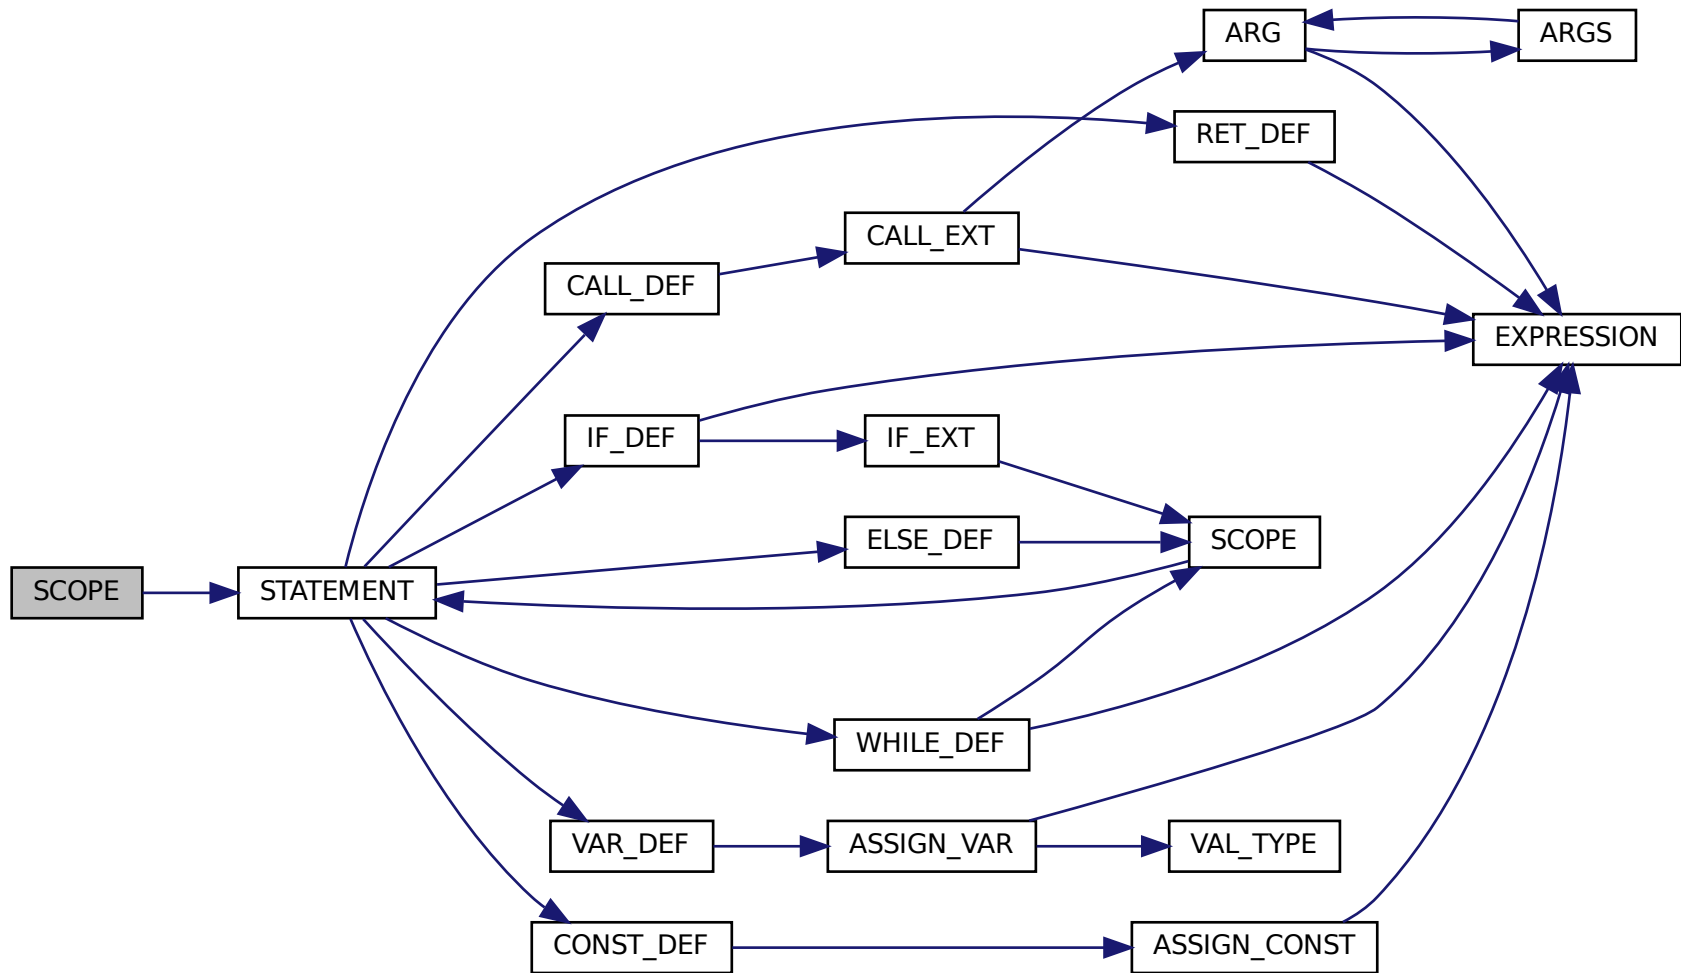 ARG
ARGS
RET_DEF
CALL_EXT
CALL_DEF
EXPRESSION
IF_DEF
IF_EXT
ELSE_DEF
SCOPE
SCOPE
STATEMENT
WHILE_DEF
VAR_DEF
ASSIGN_VAR
VAL_TYPE
CONST_DEF
ASSIGN_CONST